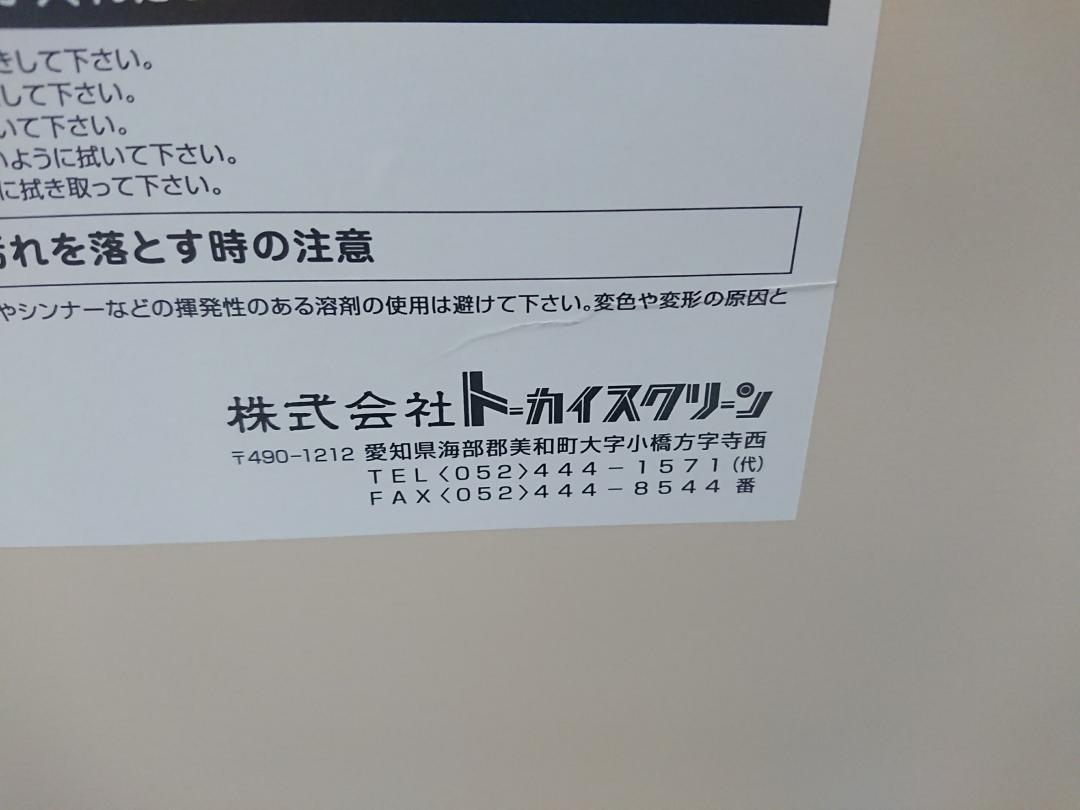 きして下さい。
して下さい。
いて下さい。
いように拭いて下さい。
に拭き取って下さい。
汚れを落とす時の注意
やシンナーなどの揮発性のある溶剤の使用は避けて下さい。変色や変形の原因と
株式会社トーカイスクリーン
〒490-1212 愛知県海部郡美和町大字小橋方字寺西
TEL〈052〉444-1571(代)
FAX〈052〉444-8544 番